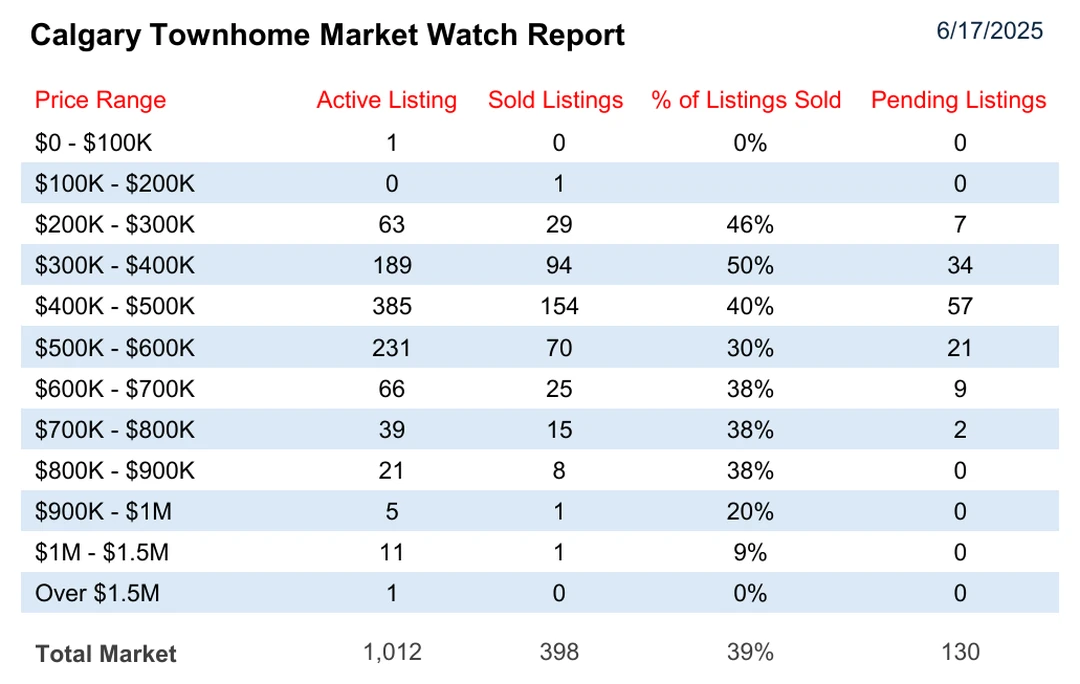 Calgary Townhome Market Watch Report 6/17/2025
Price Range Active Listing Sold Listings % of Listings Sold Pending Listings
$0 - $100K 1 0 0% 0
$100K - $200K 0 1 0
$200K - $300K 63 29 46% 7
$300K - $400K 189 94 50% 34
$400K - $500K 385 154 40% 57
$500K - $600K 231 70 30% 21
$600K - $700K 66 25 38% 9
$700K - $800K 39 15 38% 2
$800K - $900K 21 8 38% 0
$900K - $1M 5 1 20% 0
$1M - $1.5M 11 1 9% 0
Over $1.5M 1 0 0% 0
Total Market 1,012 398 39% 130